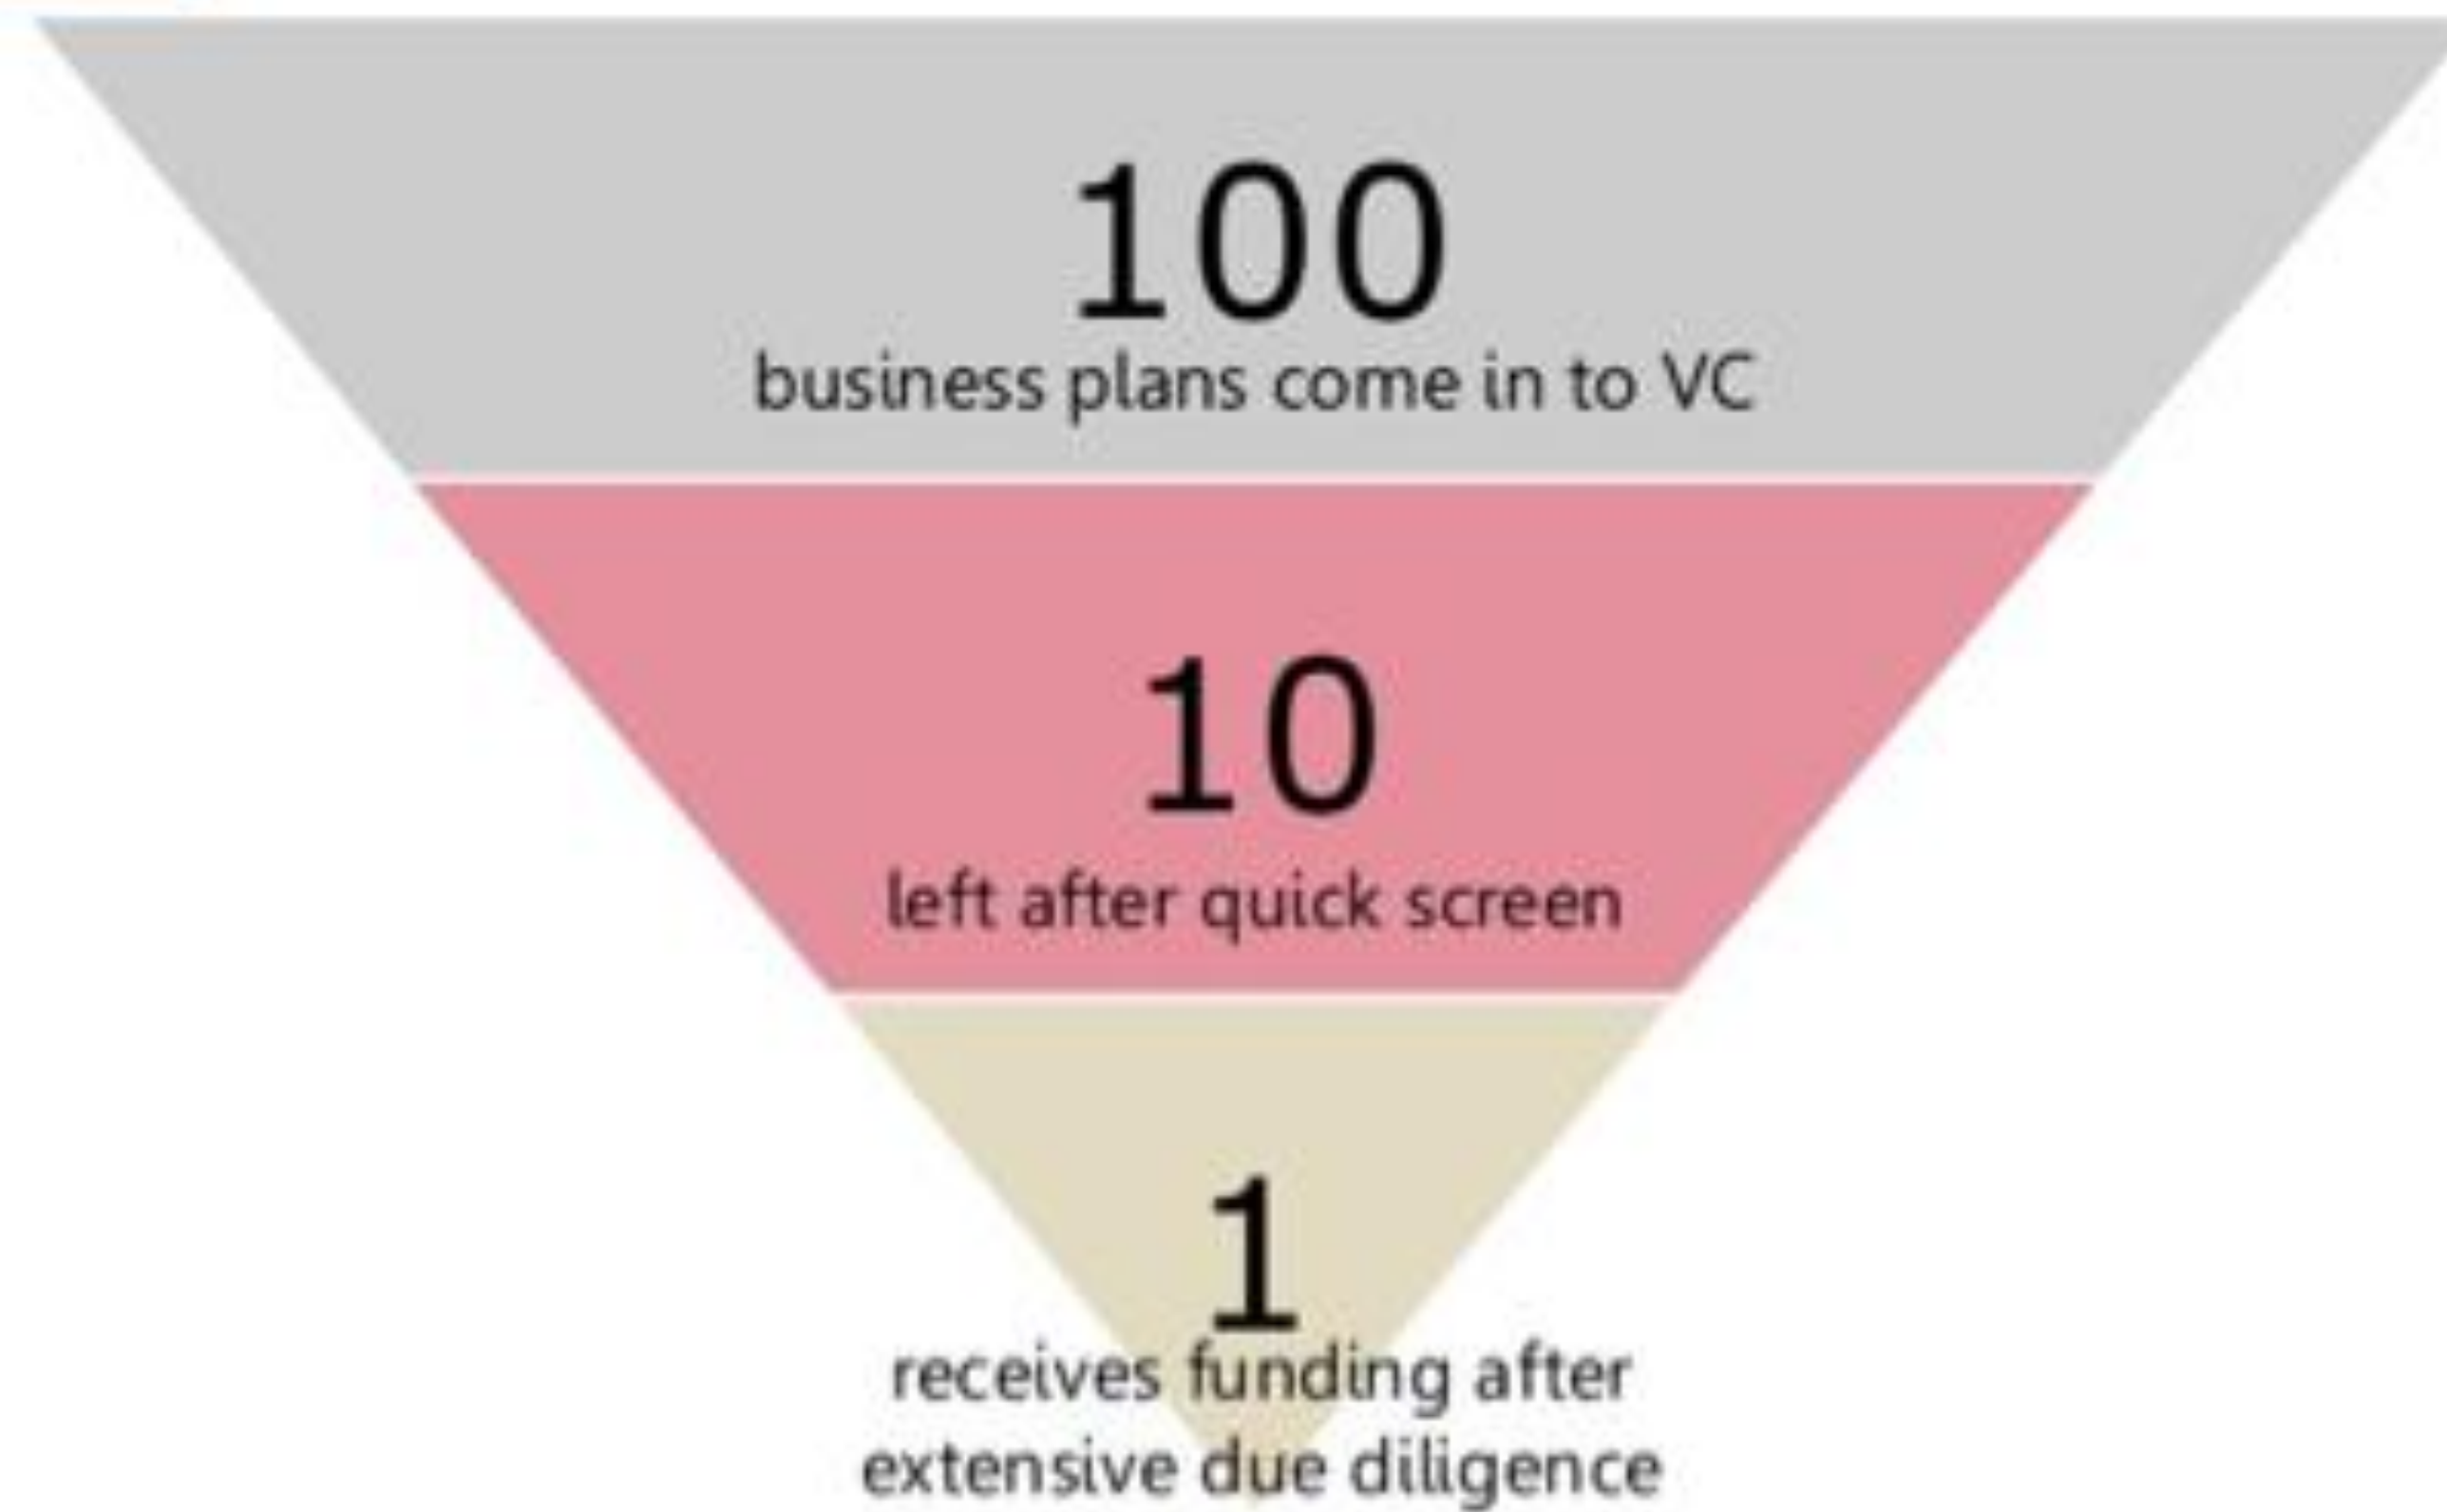 100
business plans come in to VC
10
left after quick screen
1
receives funding after
extensive due diligence